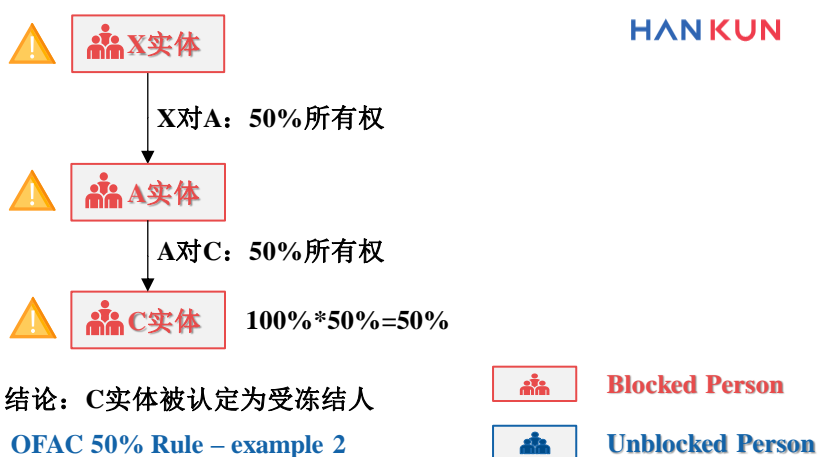 HANKUN
X实体
X对A：50%所有权
A实体
A对C：50%所有权
C实体
100%*50%=50%
结论：C实体被认定为受冻结人
Blocked Person
OFAC 50% Rule – example 2
Unblocked Person